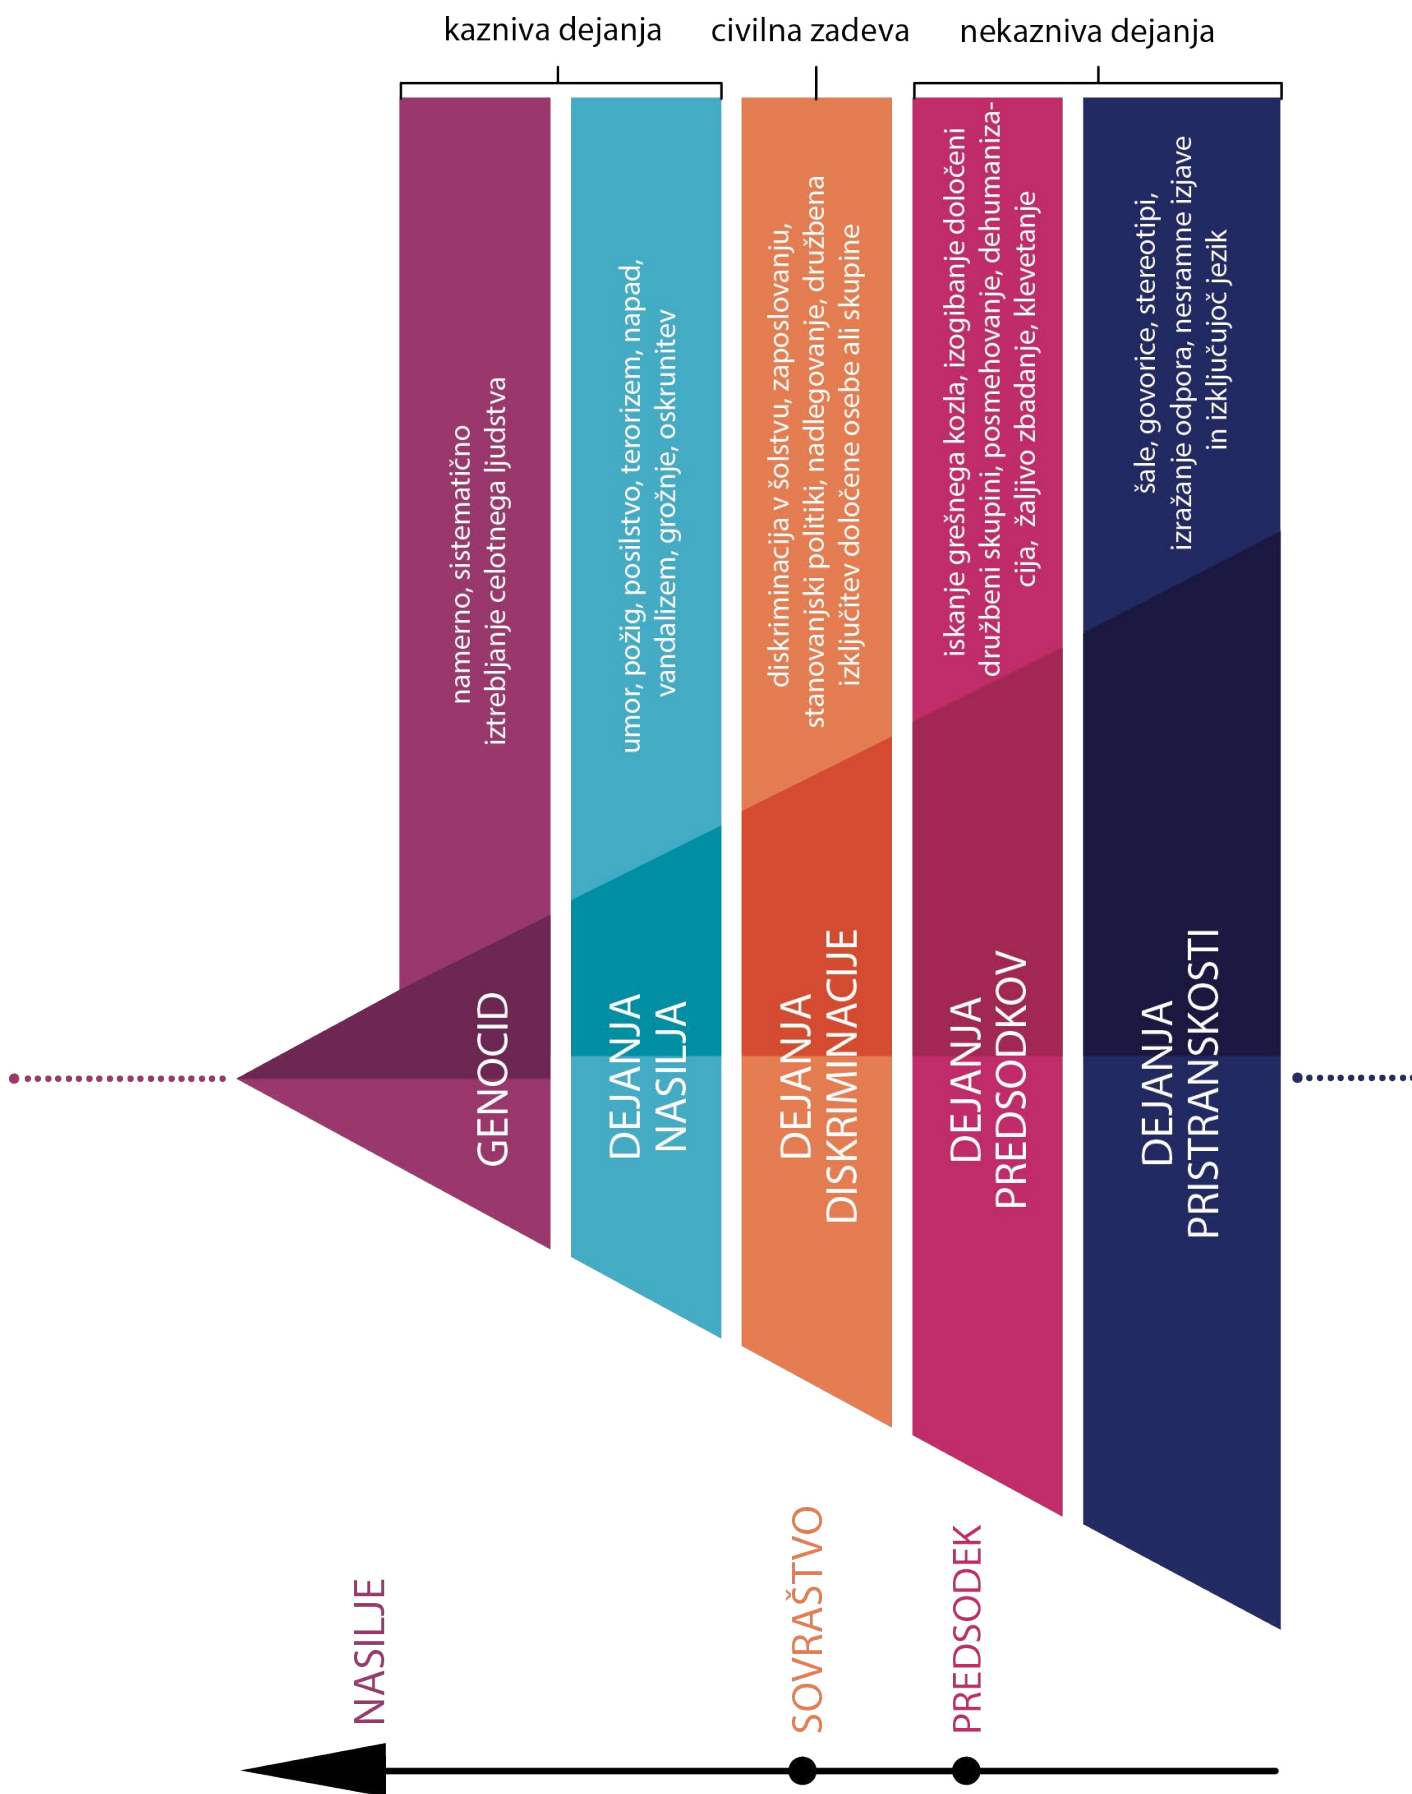 kazniva dejanja
civilna zadeva
nekazniva dejanja
namerno, sistematično
iztrebljanje celotnega ljudstva
umor, požig, posilstvo, terorizem, napad,
vandalizem, grožnje, oskrunitev
diskriminacija v šolstvu, zaposlovanju,
stanovanjski politiki, nadlegovanje, družbena
izključitev določene osebe ali skupine
iskanje grešnega kozla, izogibanje določeni
družbeni skupini, posmehovanje, dehumaniza-
cija, žaljivo zbadanje, klevetanje
šale, govorice, stereotipi,
izražanje odpora, nesramne izjave
in izključujoč jezik
GENOCID
DEJANJA
NASILJA
DEJANJA
DISKRIMINACIJE
DEJANJA
PREDSODKOV
DEJANJA
PRISTRANSKOSTI
NASILJE
SOVRAŠTVO
PREDSODEK